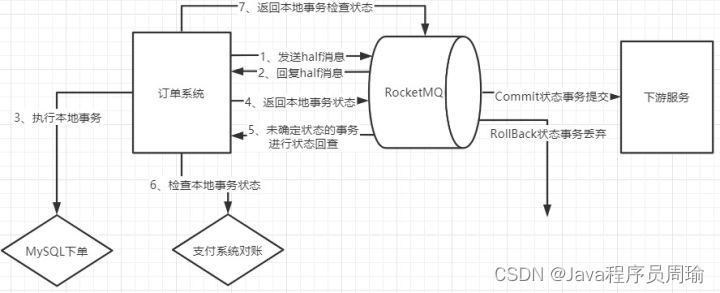 7、返回本地事务检查状态
1、发送half消息
2、回复half消息
订单系统
RocketMQ
Commit状态事务提交
下游服务
4、返回本地事务状态
3、执行本地事务
5、未确定状态的事务
进行状态回查
RollBack状态事务丢弃
6、检查本地事务状态
MySQL下单
支付系统对账
CSDN @Java程序员周瑜